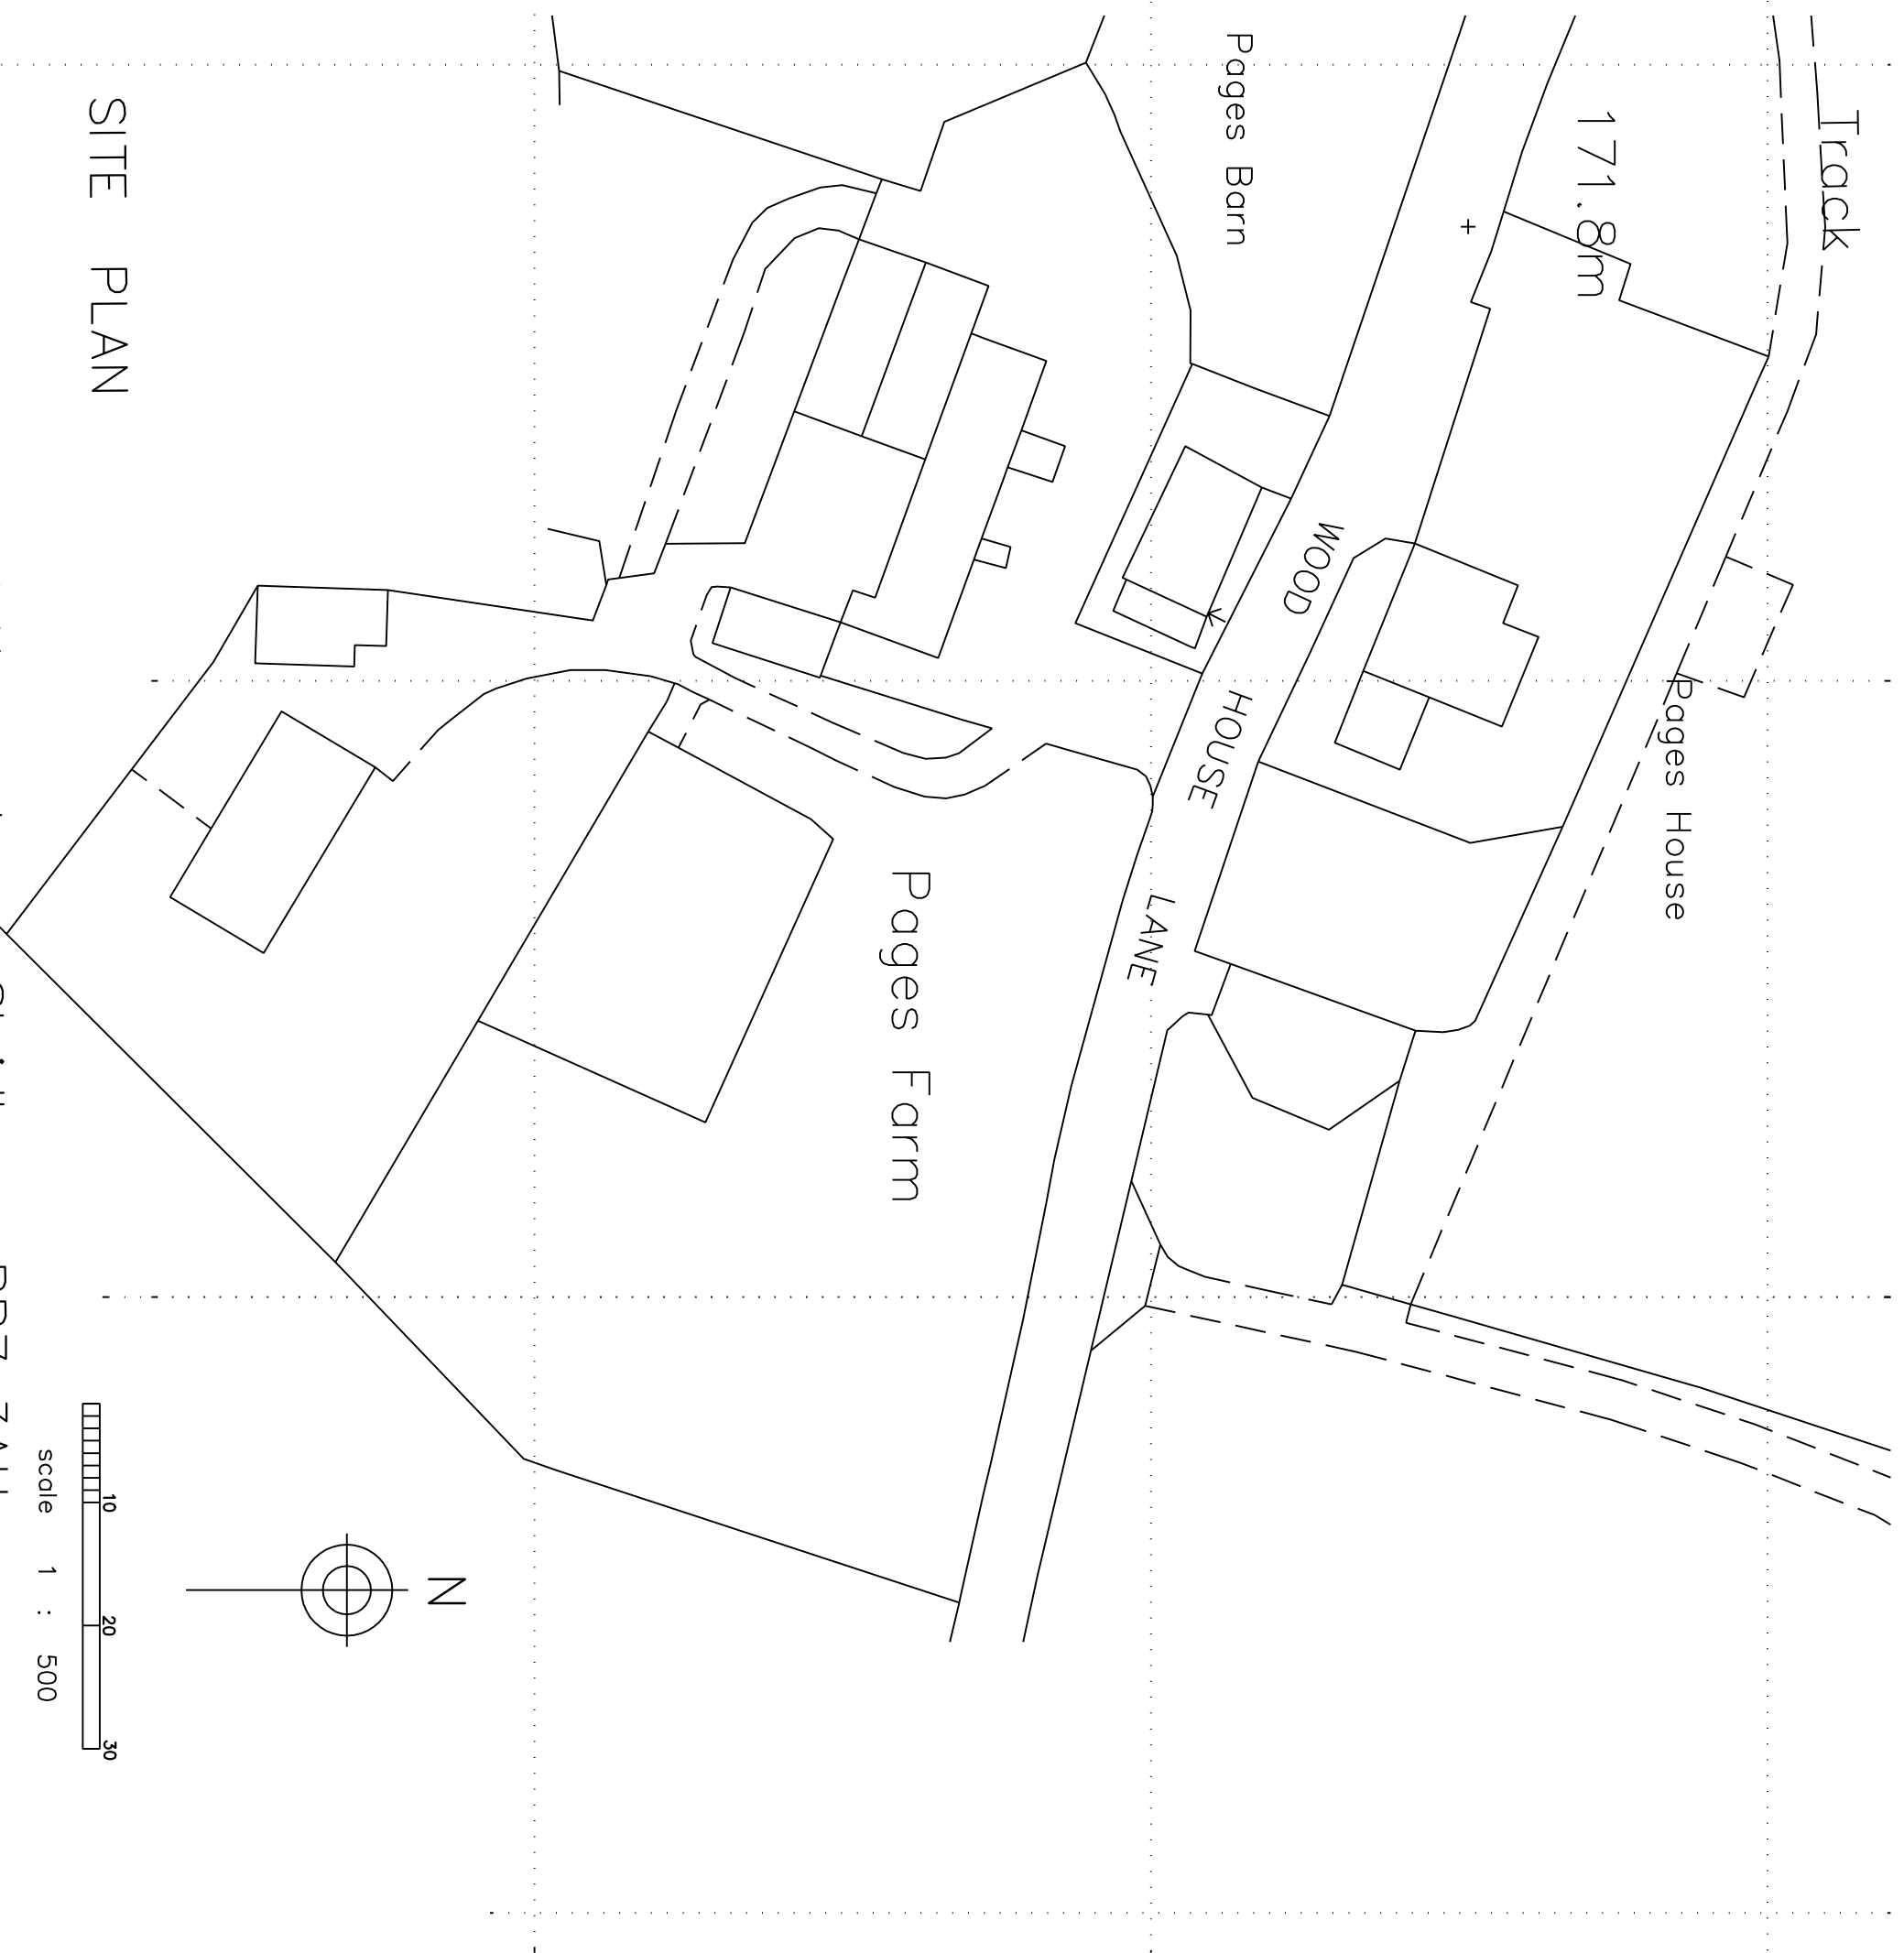 Track
171.8m
Pages House
Pages Barn
WOOD HOUSE LANE
Pages Farm
N
SITE PLAN
10 20 30
scale 1 : 500